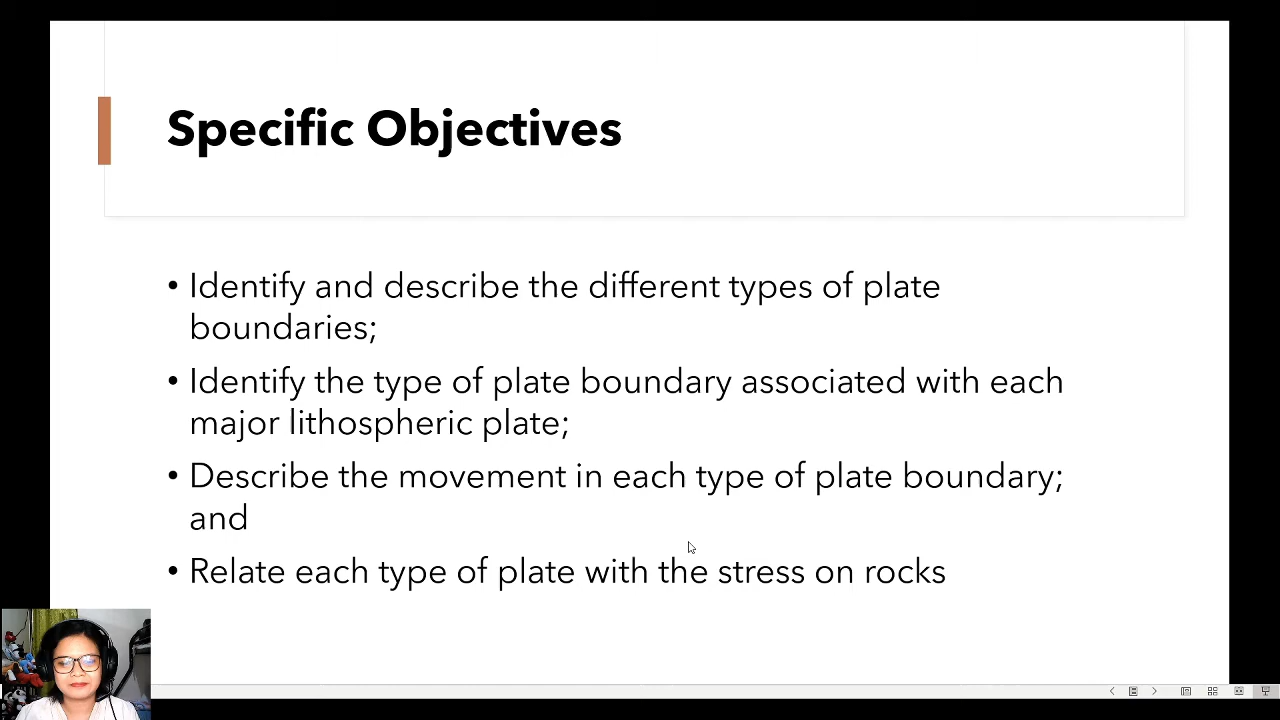 Specific Objectives
• Identify and describe the different types of plate
boundaries;
• Identify the type of plate boundary associated with each
major lithospheric plate;
• Describe the movement in each type of plate boundary;
and
• Relate each type of plate with the stress on rocks